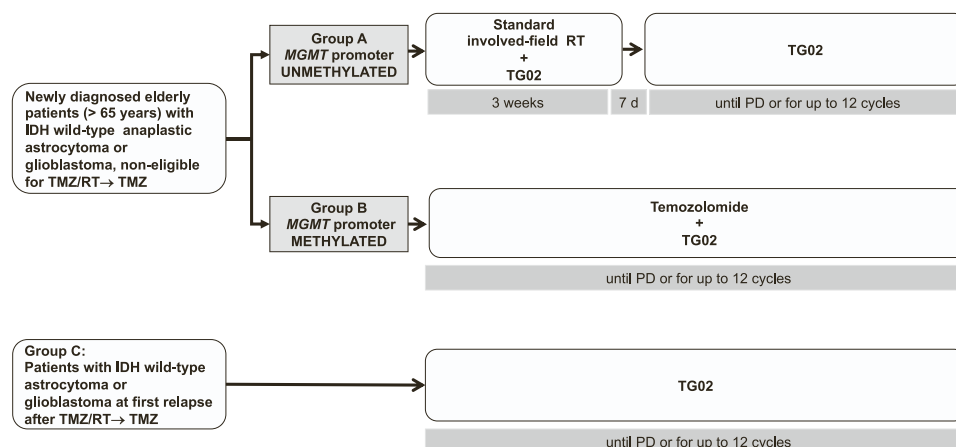 Newly diagnosed elderly
patients (> 65 years) with
IDH wild-type anaplastic
astrocytoma or
glioblastoma, non-eligible
for TMZ/RT→ TMZ
Group A
MGMT promoter
UNMETHYLATED
Standard
involved-field RT
+
TG02
TG02
3 weeks
7 d
until PD or for up to 12 cycles
Group B
MGMT promoter
METHYLATED
Temozolomide
+
TG02
until PD or for up to 12 cycles
Group C:
Patients with IDH wild-type
astrocytoma or
glioblastoma at first relapse
after TMZ/RT→ TMZ
TG02
until PD or for up to 12 cycles